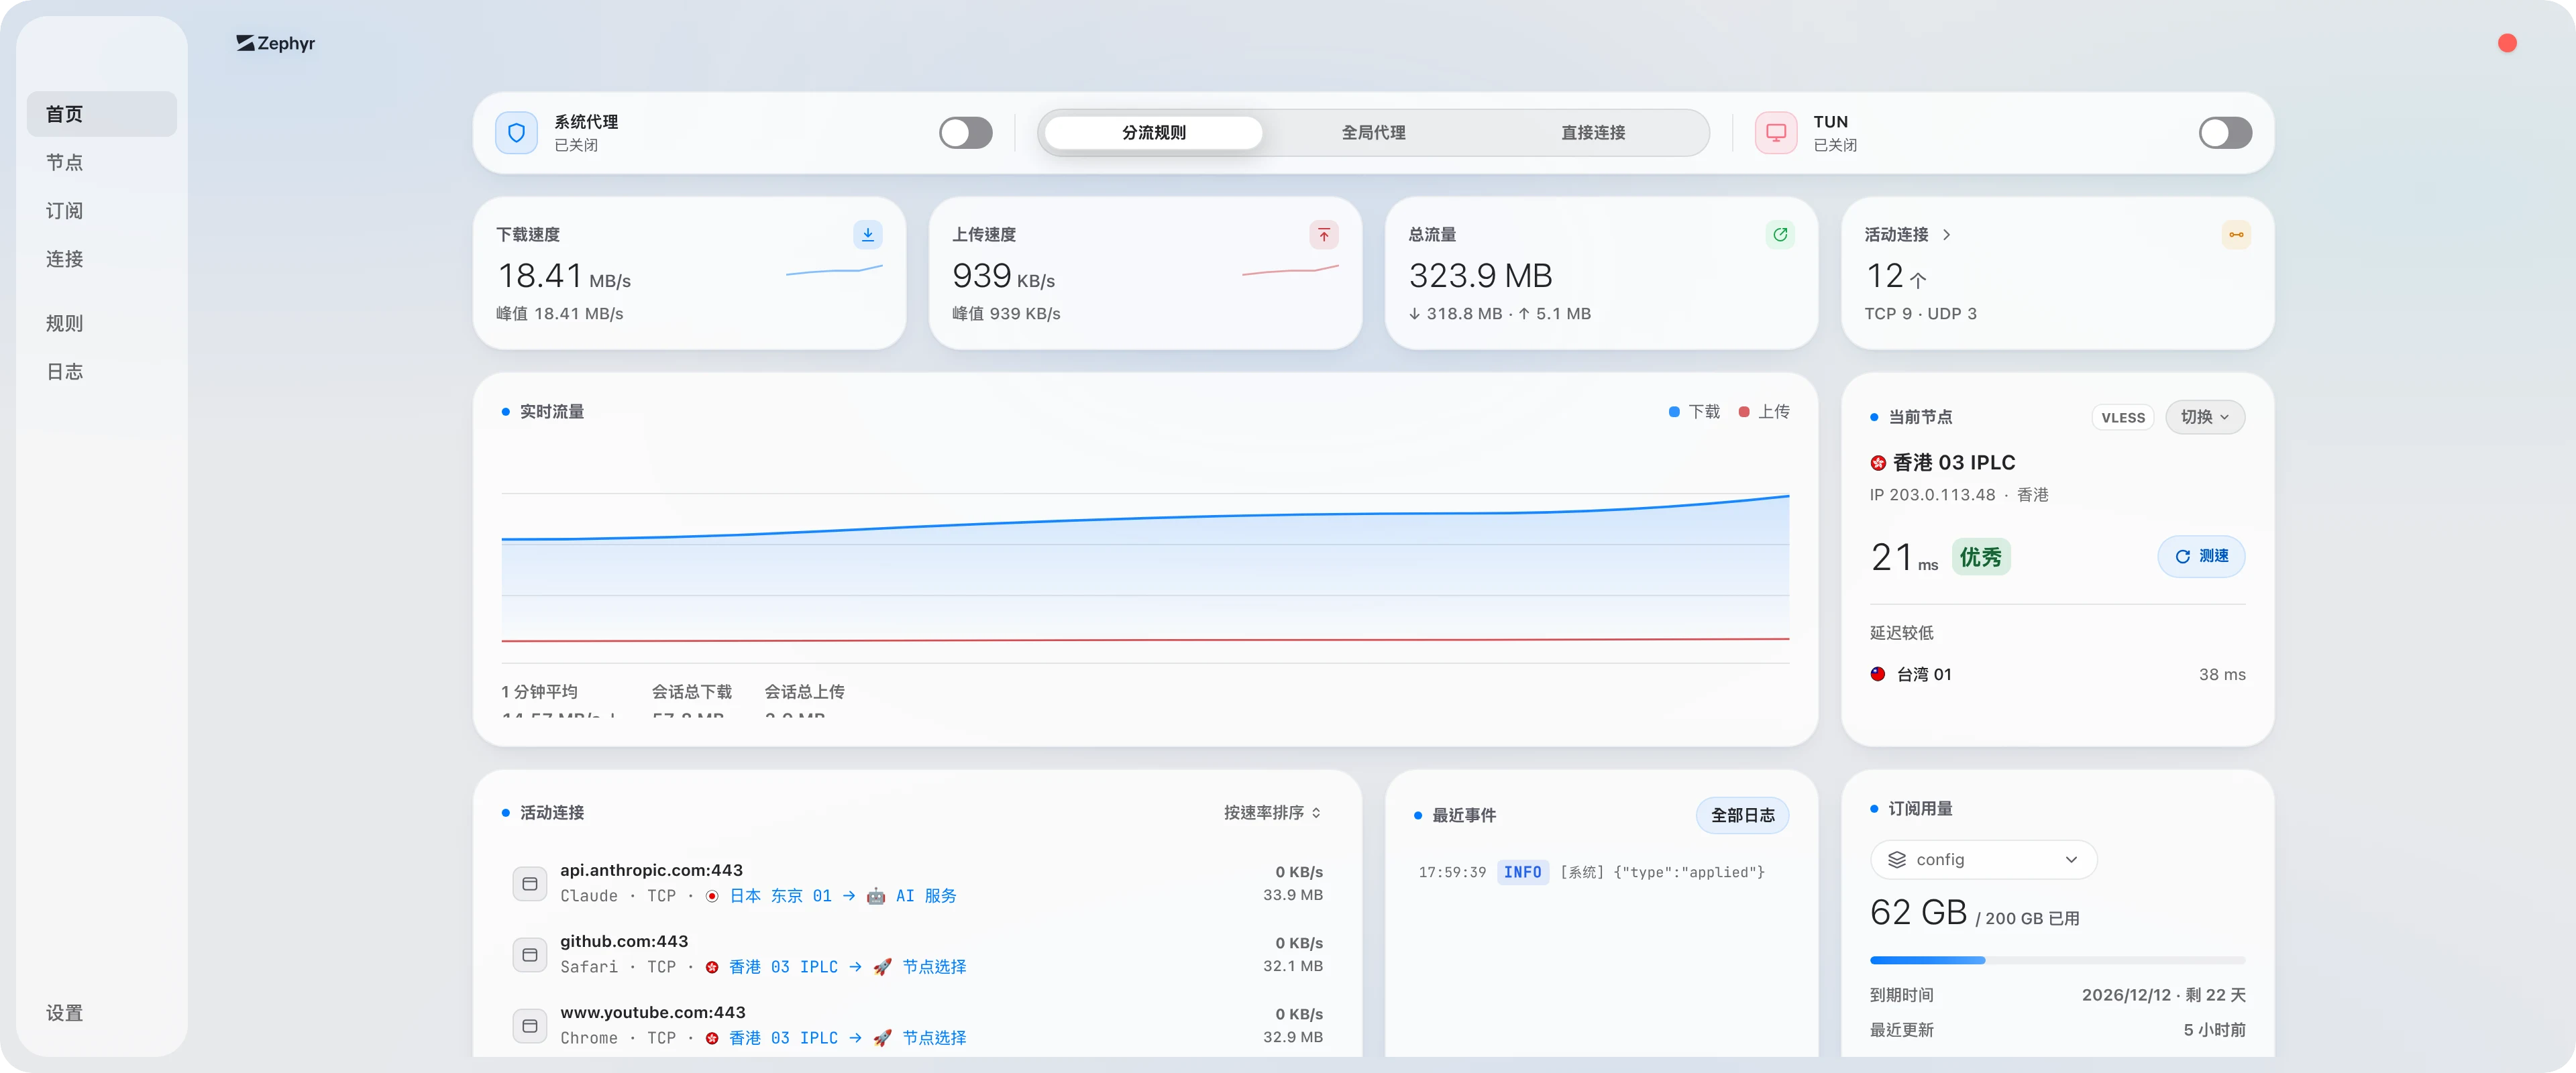 Zephyr
首页
节点
订阅
连接
规则
日志
设置
系统代理
已关闭
分流规则
全局代理
直接连接
TUN
已关闭
下载速度
18.41 MB/s
峰值 18.41 MB/s
上传速度
939 KB/s
峰值 939 KB/s
总流量
323.9 MB
↓ 318.8 MB · ↑ 5.1 MB
活动连接
12 个
TCP 9 · UDP 3
实时流量
下载 上传
1 分钟平均 会话总下载 会话总上传
当前节点
VLESS
切换
香港 03 IPLC
IP 203.0.113.48 · 香港
21 ms 优秀
测速
延迟较低
台湾 01 38 ms
活动连接
按速率排序
api.anthropic.com:443 0 KB/s
Claude · TCP · 日本 东京 01 → 🤖 AI 服务 33.9 MB
github.com:443 0 KB/s
Safari · TCP · 香港 03 IPLC → 🚀 节点选择 32.1 MB
www.youtube.com:443 0 KB/s
Chrome · TCP · 香港 03 IPLC → 🚀 节点选择 32.9 MB
最近事件
全部日志
17:59:39 INFO [系统] {"type":"applied"}
订阅用量
config
62 GB / 200 GB 已用
到期时间 2026/12/12 · 剩 22 天
最近更新 5 小时前